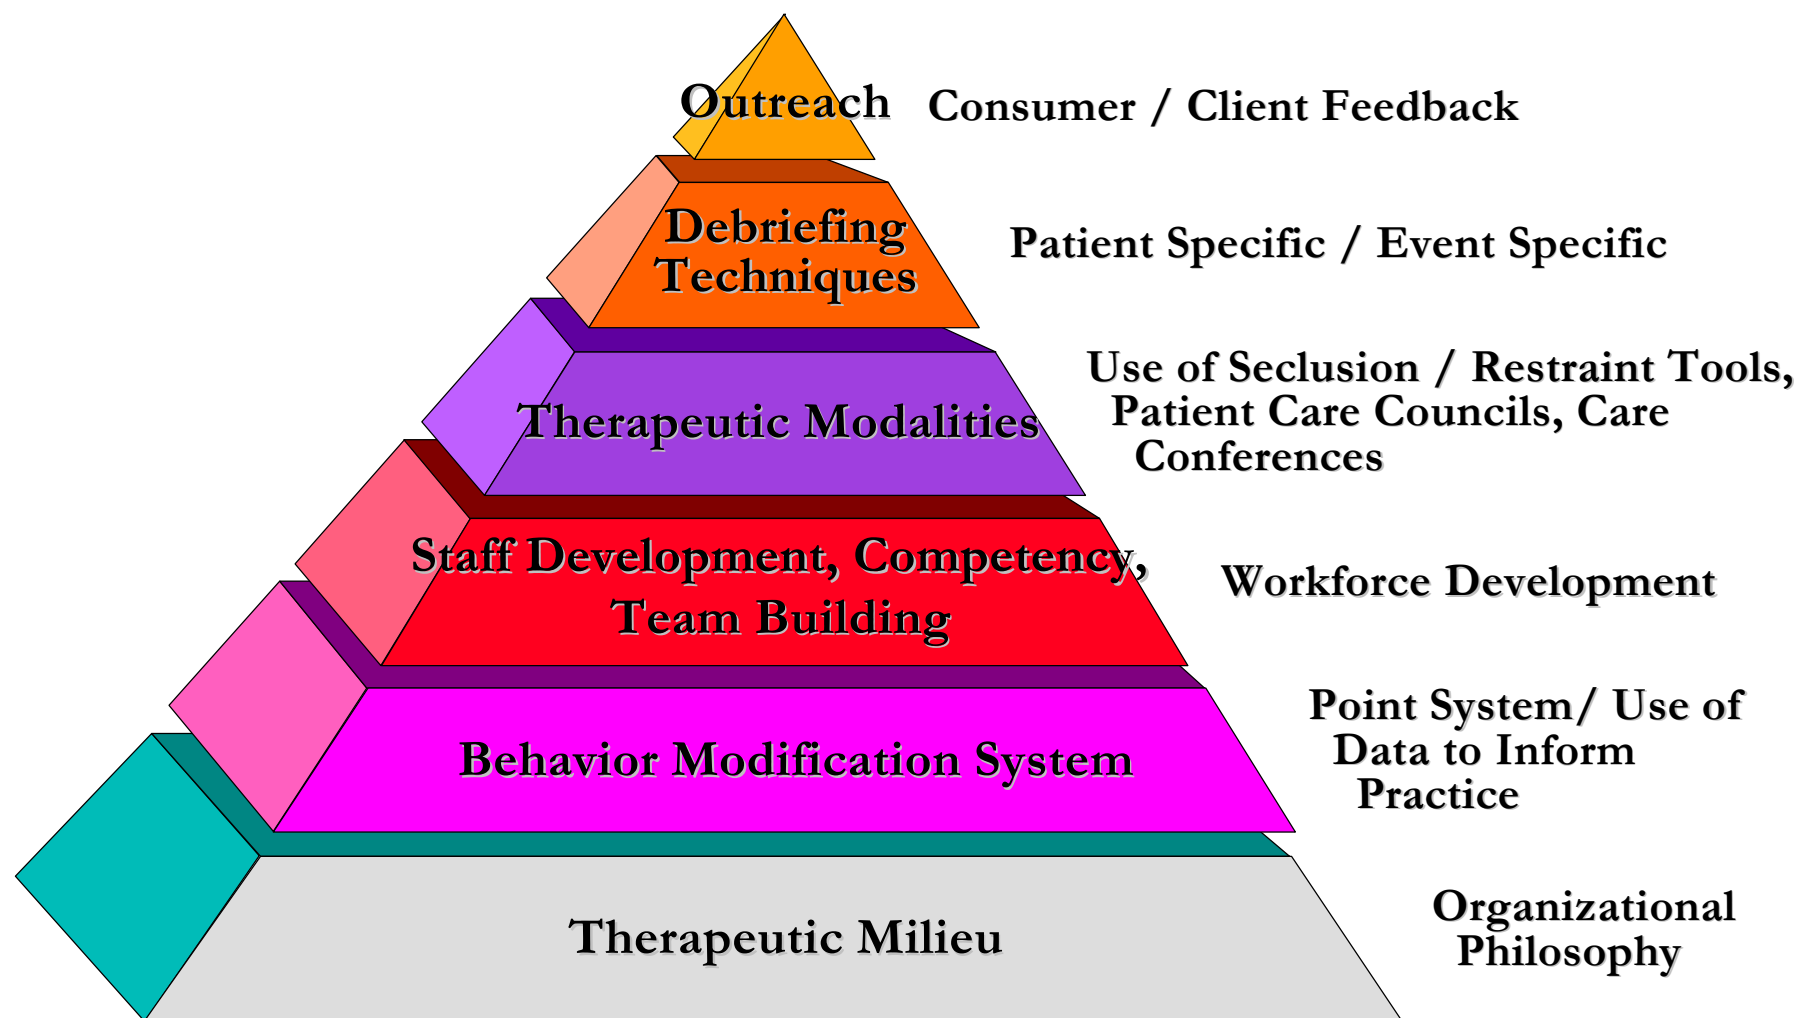 Outreach
Consumer / Client Feedback
Debriefing
Techniques
Patient Specific / Event Specific
Therapeutic Modalities
Use of Seclusion / Restraint Tools,
Patient Care Councils, Care
Conferences
Staff Development, Competency,
Team Building
Workforce Development
Behavior Modification System
Point System/ Use of
Data to Inform
Practice
Therapeutic Milieu
Organizational
Philosophy